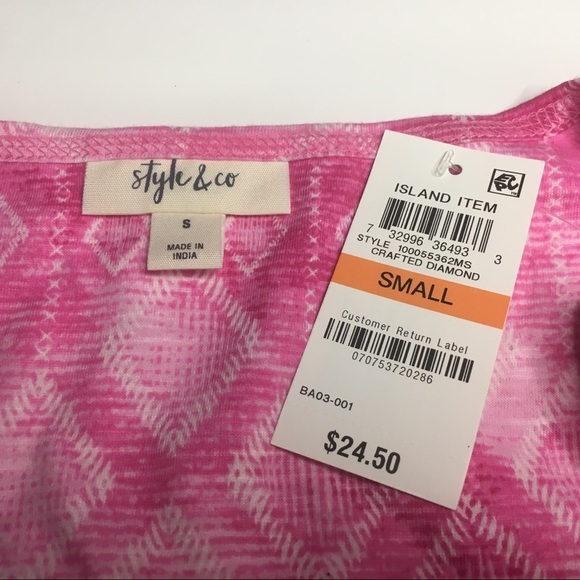 style & co
S
MADE IN
INDIA
ISLAND ITEM
7 32996 36493 3
STYLE 100055362MS
CRAFTED DIAMOND
SMALL
Customer Return Label
070753720286
BA03-001
$24.50